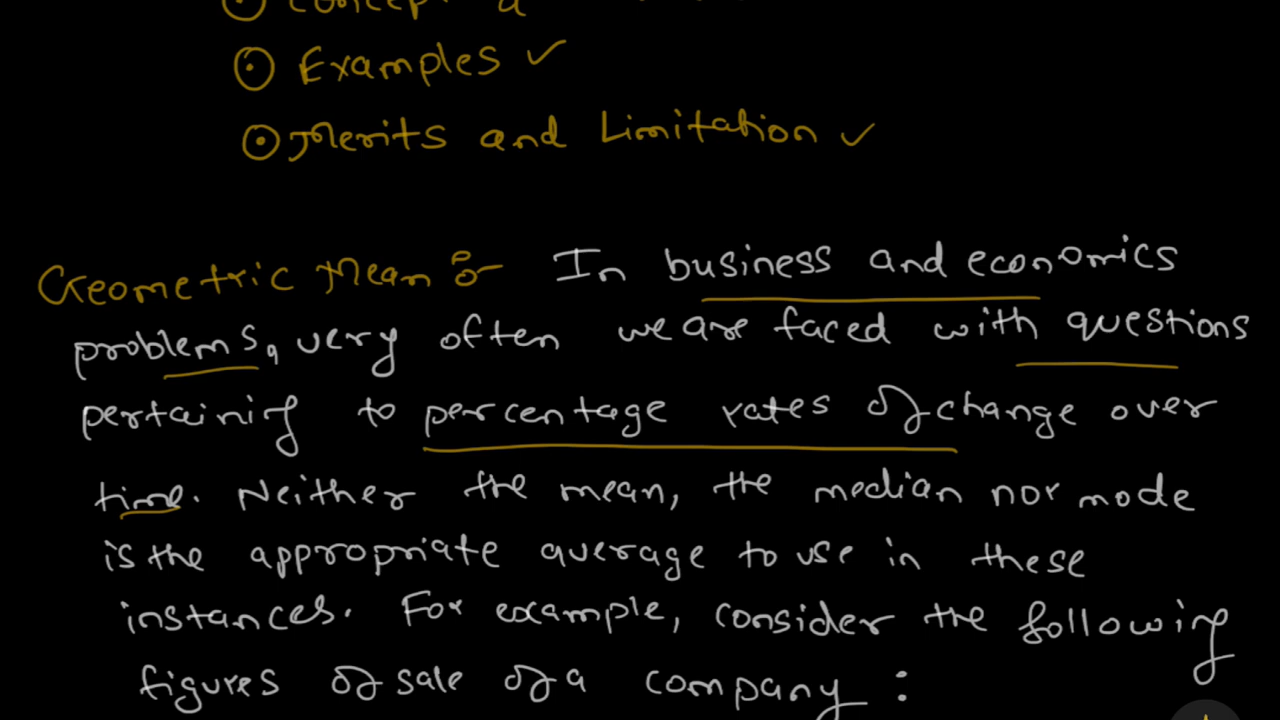 Concept a
⊙ Examples ✓
⊙ Merits and Limitation ✓
Geometric Mean :- In business and economics
problems, very often we are faced with questions
pertaining to percentage rates of change over
time. Neither the mean, the median nor mode
is the appropriate average to use in these
instances. For example, consider the following
figures of sale of a company :